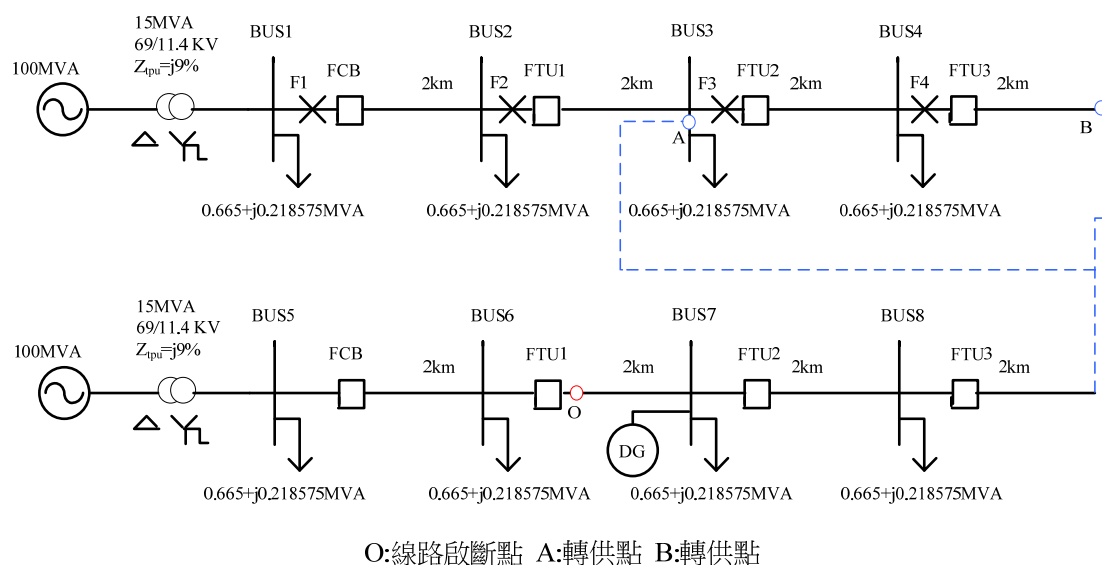 15MVA
69/11.4 KV
Ztpu=j9%
100MVA
BUS1
BUS2
BUS3
BUS4
F1
FCB
2km
F2
FTU1
2km
F3
FTU2
2km
F4
FTU3
2km
A
B
0.665+j0.218575MVA
0.665+j0.218575MVA
0.665+j0.218575MVA
0.665+j0.218575MVA
15MVA
69/11.4 KV
Ztpu=j9%
100MVA
BUS5
BUS6
BUS7
BUS8
FCB
2km
FTU1
2km
FTU2
2km
FTU3
2km
O
DG
0.665+j0.218575MVA
0.665+j0.218575MVA
0.665+j0.218575MVA
0.665+j0.218575MVA
O:線路啟斷點 A:轉供點 B:轉供點